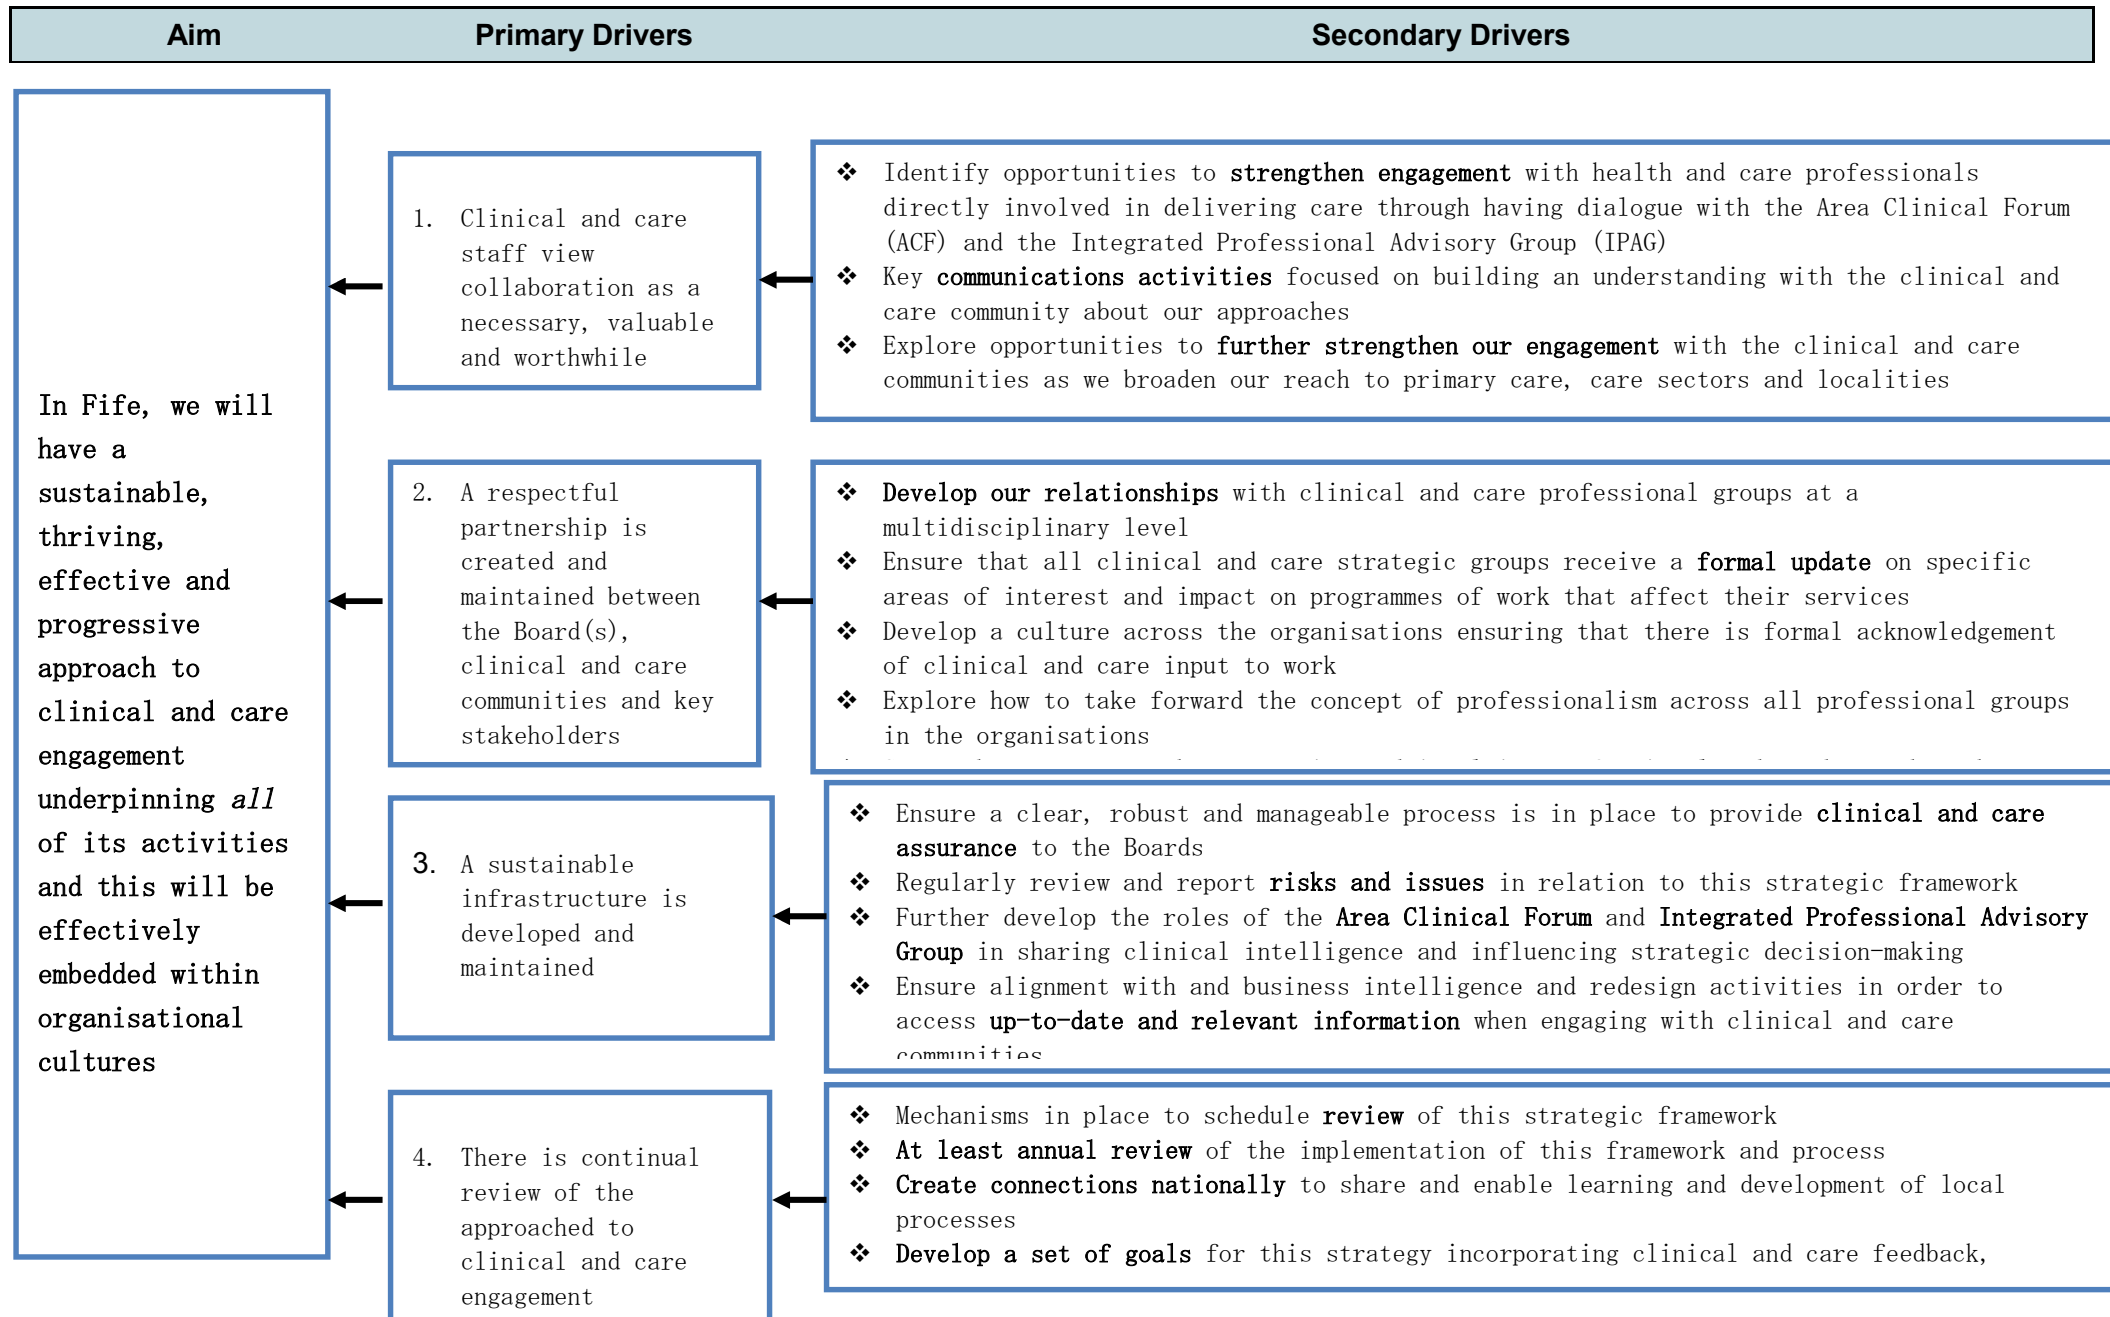 Aim Primary Drivers Secondary Drivers
In Fife, we will
have a
sustainable,
thriving,
effective and
progressive
approach to
clinical and care
engagement
underpinning all
of its activities
and this will be
effectively
embedded within
organisational
cultures
1. Clinical and care
staff view
collaboration as a
necessary, valuable
and worthwhile
❖ Identify opportunities to strengthen engagement with health and care professionals
directly involved in delivering care through having dialogue with the Area Clinical Forum
(ACF) and the Integrated Professional Advisory Group (IPAG)
❖ Key communications activities focused on building an understanding with the clinical and
care community about our approaches
❖ Explore opportunities to further strengthen our engagement with the clinical and care
communities as we broaden our reach to primary care, care sectors and localities
2. A respectful
partnership is
created and
maintained between
the Board(s),
clinical and care
communities and key
stakeholders
❖ Develop our relationships with clinical and care professional groups at a
multidisciplinary level
❖ Ensure that all clinical and care strategic groups receive a formal update on specific
areas of interest and impact on programmes of work that affect their services
❖ Develop a culture across the organisations ensuring that there is formal acknowledgement
of clinical and care input to work
❖ Explore how to take forward the concept of professionalism across all professional groups
in the organisations
3. A sustainable
infrastructure is
developed and
maintained
❖ Ensure a clear, robust and manageable process is in place to provide clinical and care
assurance to the Boards
❖ Regularly review and report risks and issues in relation to this strategic framework
❖ Further develop the roles of the Area Clinical Forum and Integrated Professional Advisory
Group in sharing clinical intelligence and influencing strategic decision-making
❖ Ensure alignment with and business intelligence and redesign activities in order to
access up-to-date and relevant information when engaging with clinical and care
communities
4. There is continual
review of the
approached to
clinical and care
engagement
❖ Mechanisms in place to schedule review of this strategic framework
❖ At least annual review of the implementation of this framework and process
❖ Create connections nationally to share and enable learning and development of local
processes
❖ Develop a set of goals for this strategy incorporating clinical and care feedback,